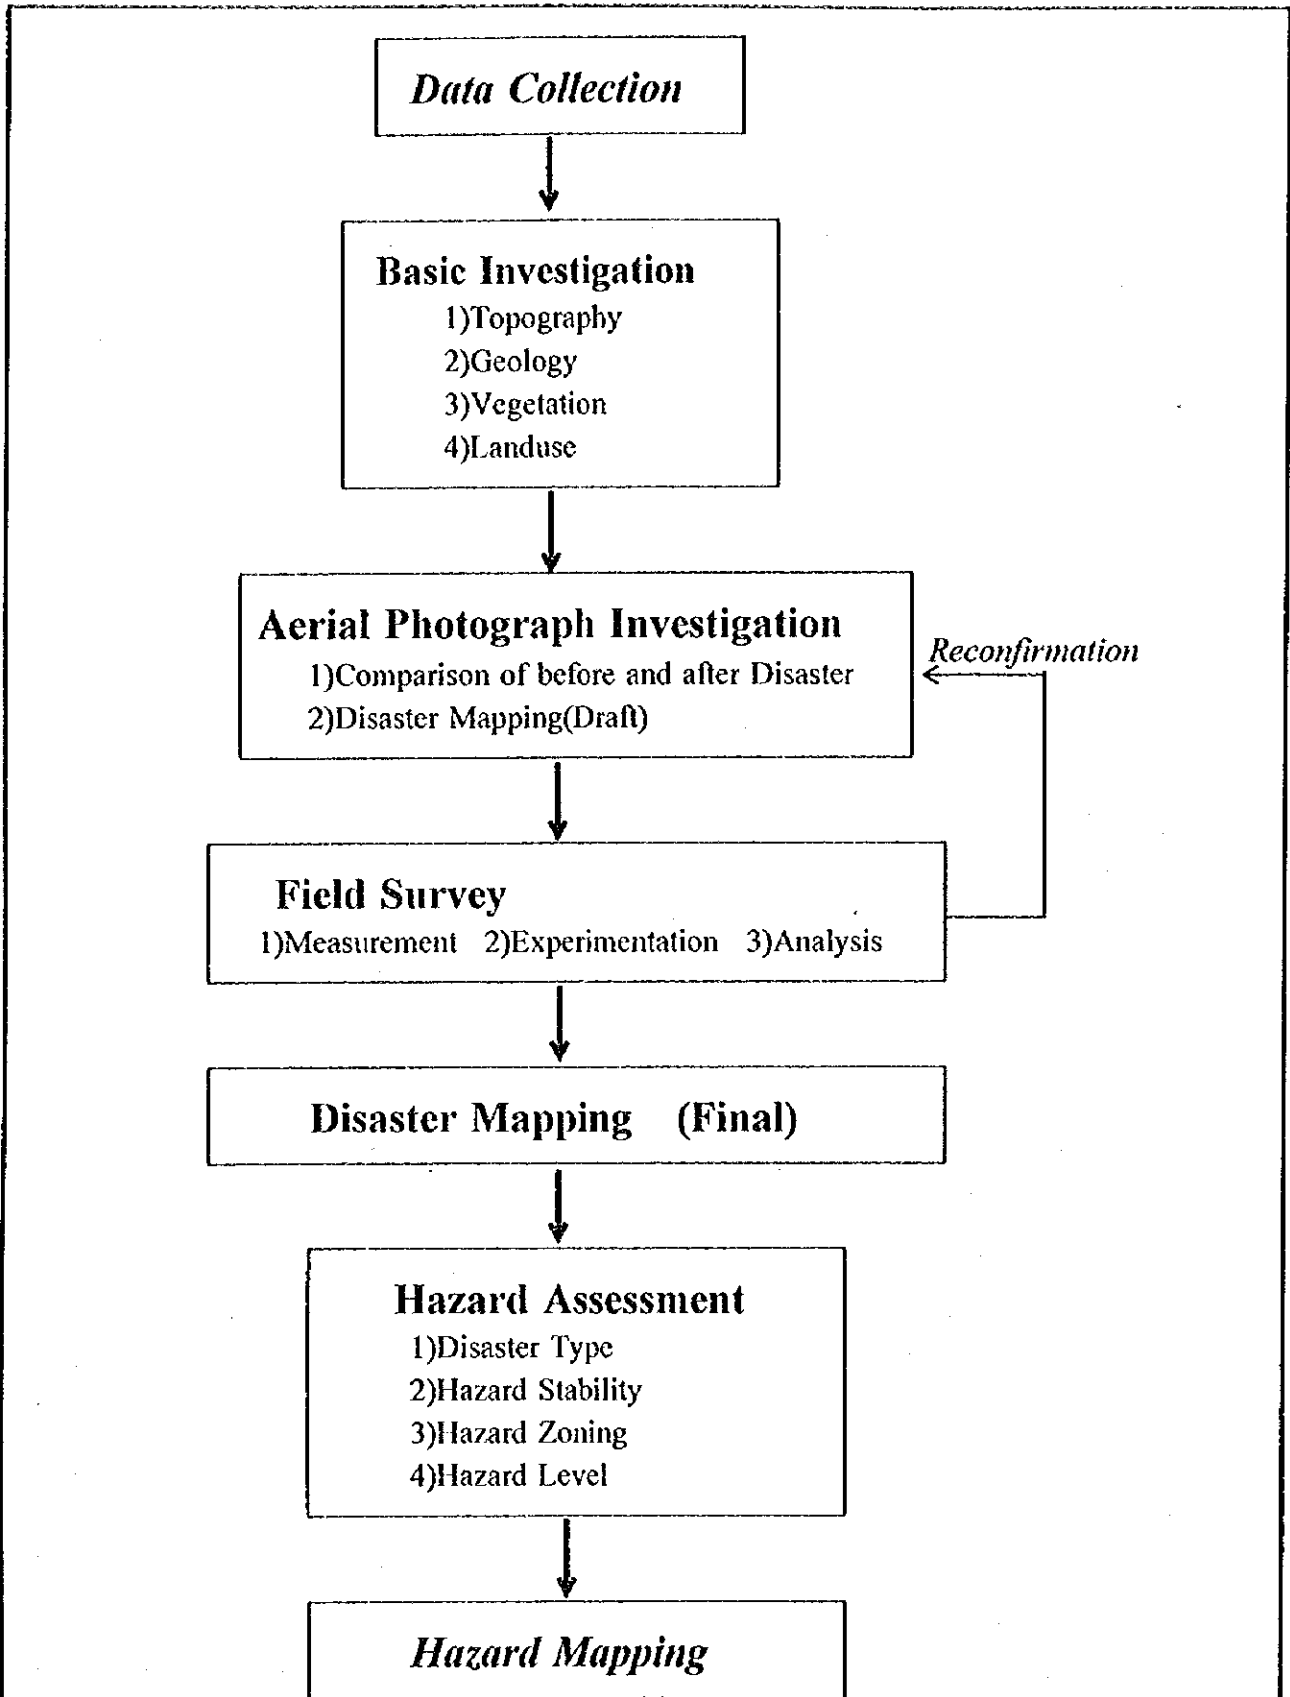 Data Collection
Basic Investigation
1)Topography
2)Geology
3)Vegetation
4)Landuse
Aerial Photograph Investigation
1)Comparison of before and after Disaster
2)Disaster Mapping(Draft)
Reconfirmation
Field Survey
1)Measurement 2)Experimentation 3)Analysis
Disaster Mapping (Final)
Hazard Assessment
1)Disaster Type
2)Hazard Stability
3)Hazard Zoning
4)Hazard Level
Hazard Mapping